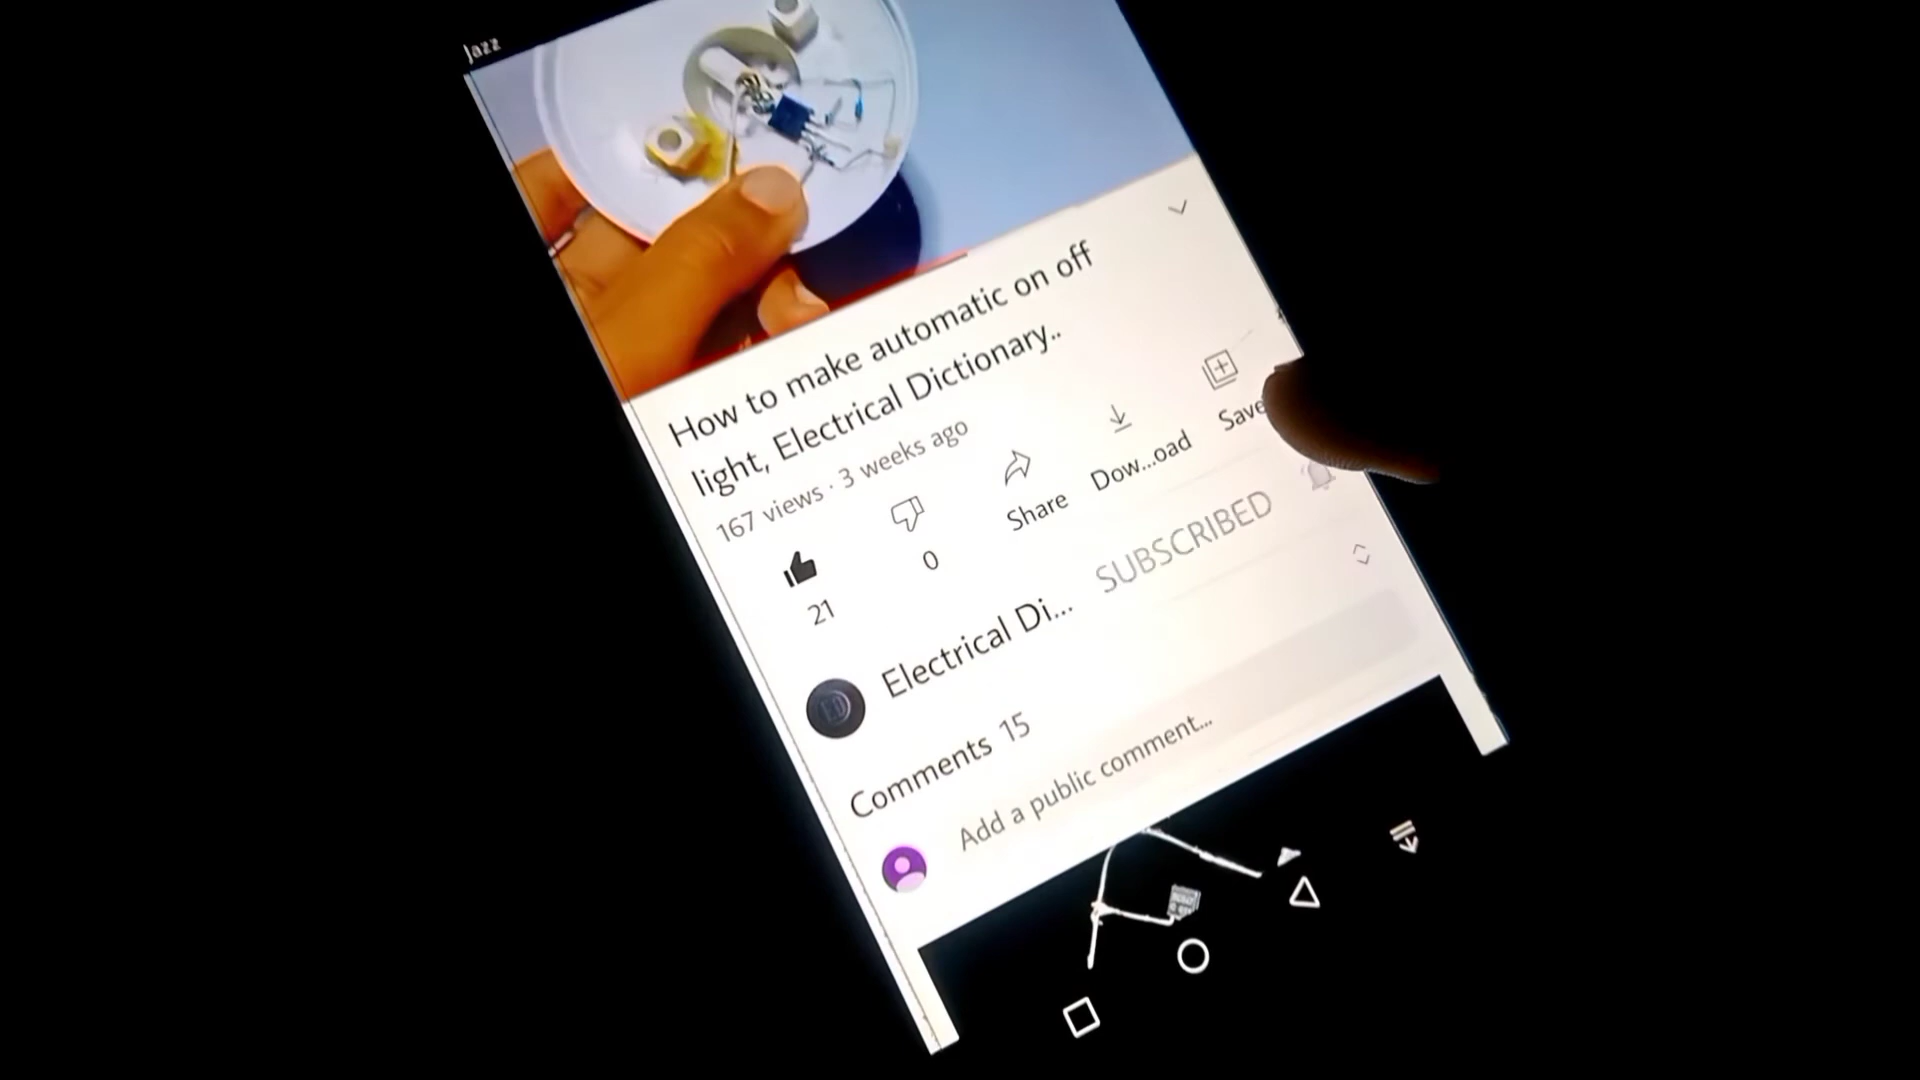 Jazz
How to make automatic on off
light, Electrical Dictionary..
167 views · 3 weeks ago
21
0
Share
Dow...oad
Save
Electrical Di...
SUBSCRIBED
Comments 15
Add a public comment...